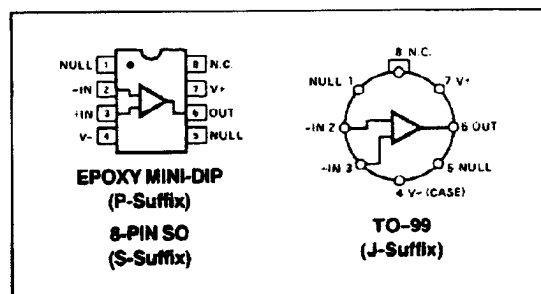 NULL 1
8 N.C.
-IN 2
7 V+
+IN 3
6 OUT
V- 4
5 NULL
EPOXY MINI-DIP
(P-Suffix)
8-PIN SO
(S-Suffix)
8 N.C.
NULL 1
7 V+
-IN 2
6 OUT
-IN 3
5 NULL
4 V- (CASE)
TO-99
(J-Suffix)